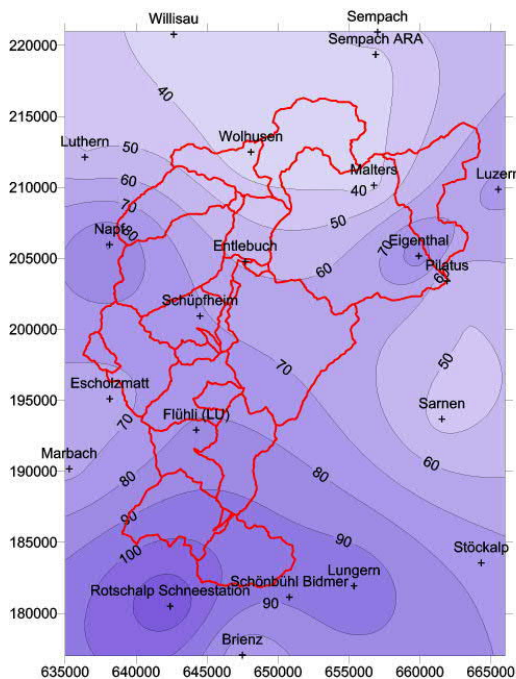 Willisau
Sempach
220000
Sempach ARA
40
215000
Wolhusen
Luthern
50
Malters
Luzern
210000
60
40
70
50
80
Napf
Entlebuch
60
70
Eigenthal
205000
Pilatus
60
Schüpfheim
200000
50
70
Escholzmatt
195000
70
Sarnen
Flühli (LU)
Marbach
190000
80
80
60
90
185000
90
100
Stöckalp
Lungern
Rotschalp Schneestation
Schönbühl Bidmer
180000
90
Brienz
635000 640000 645000 650000 655000 660000 665000